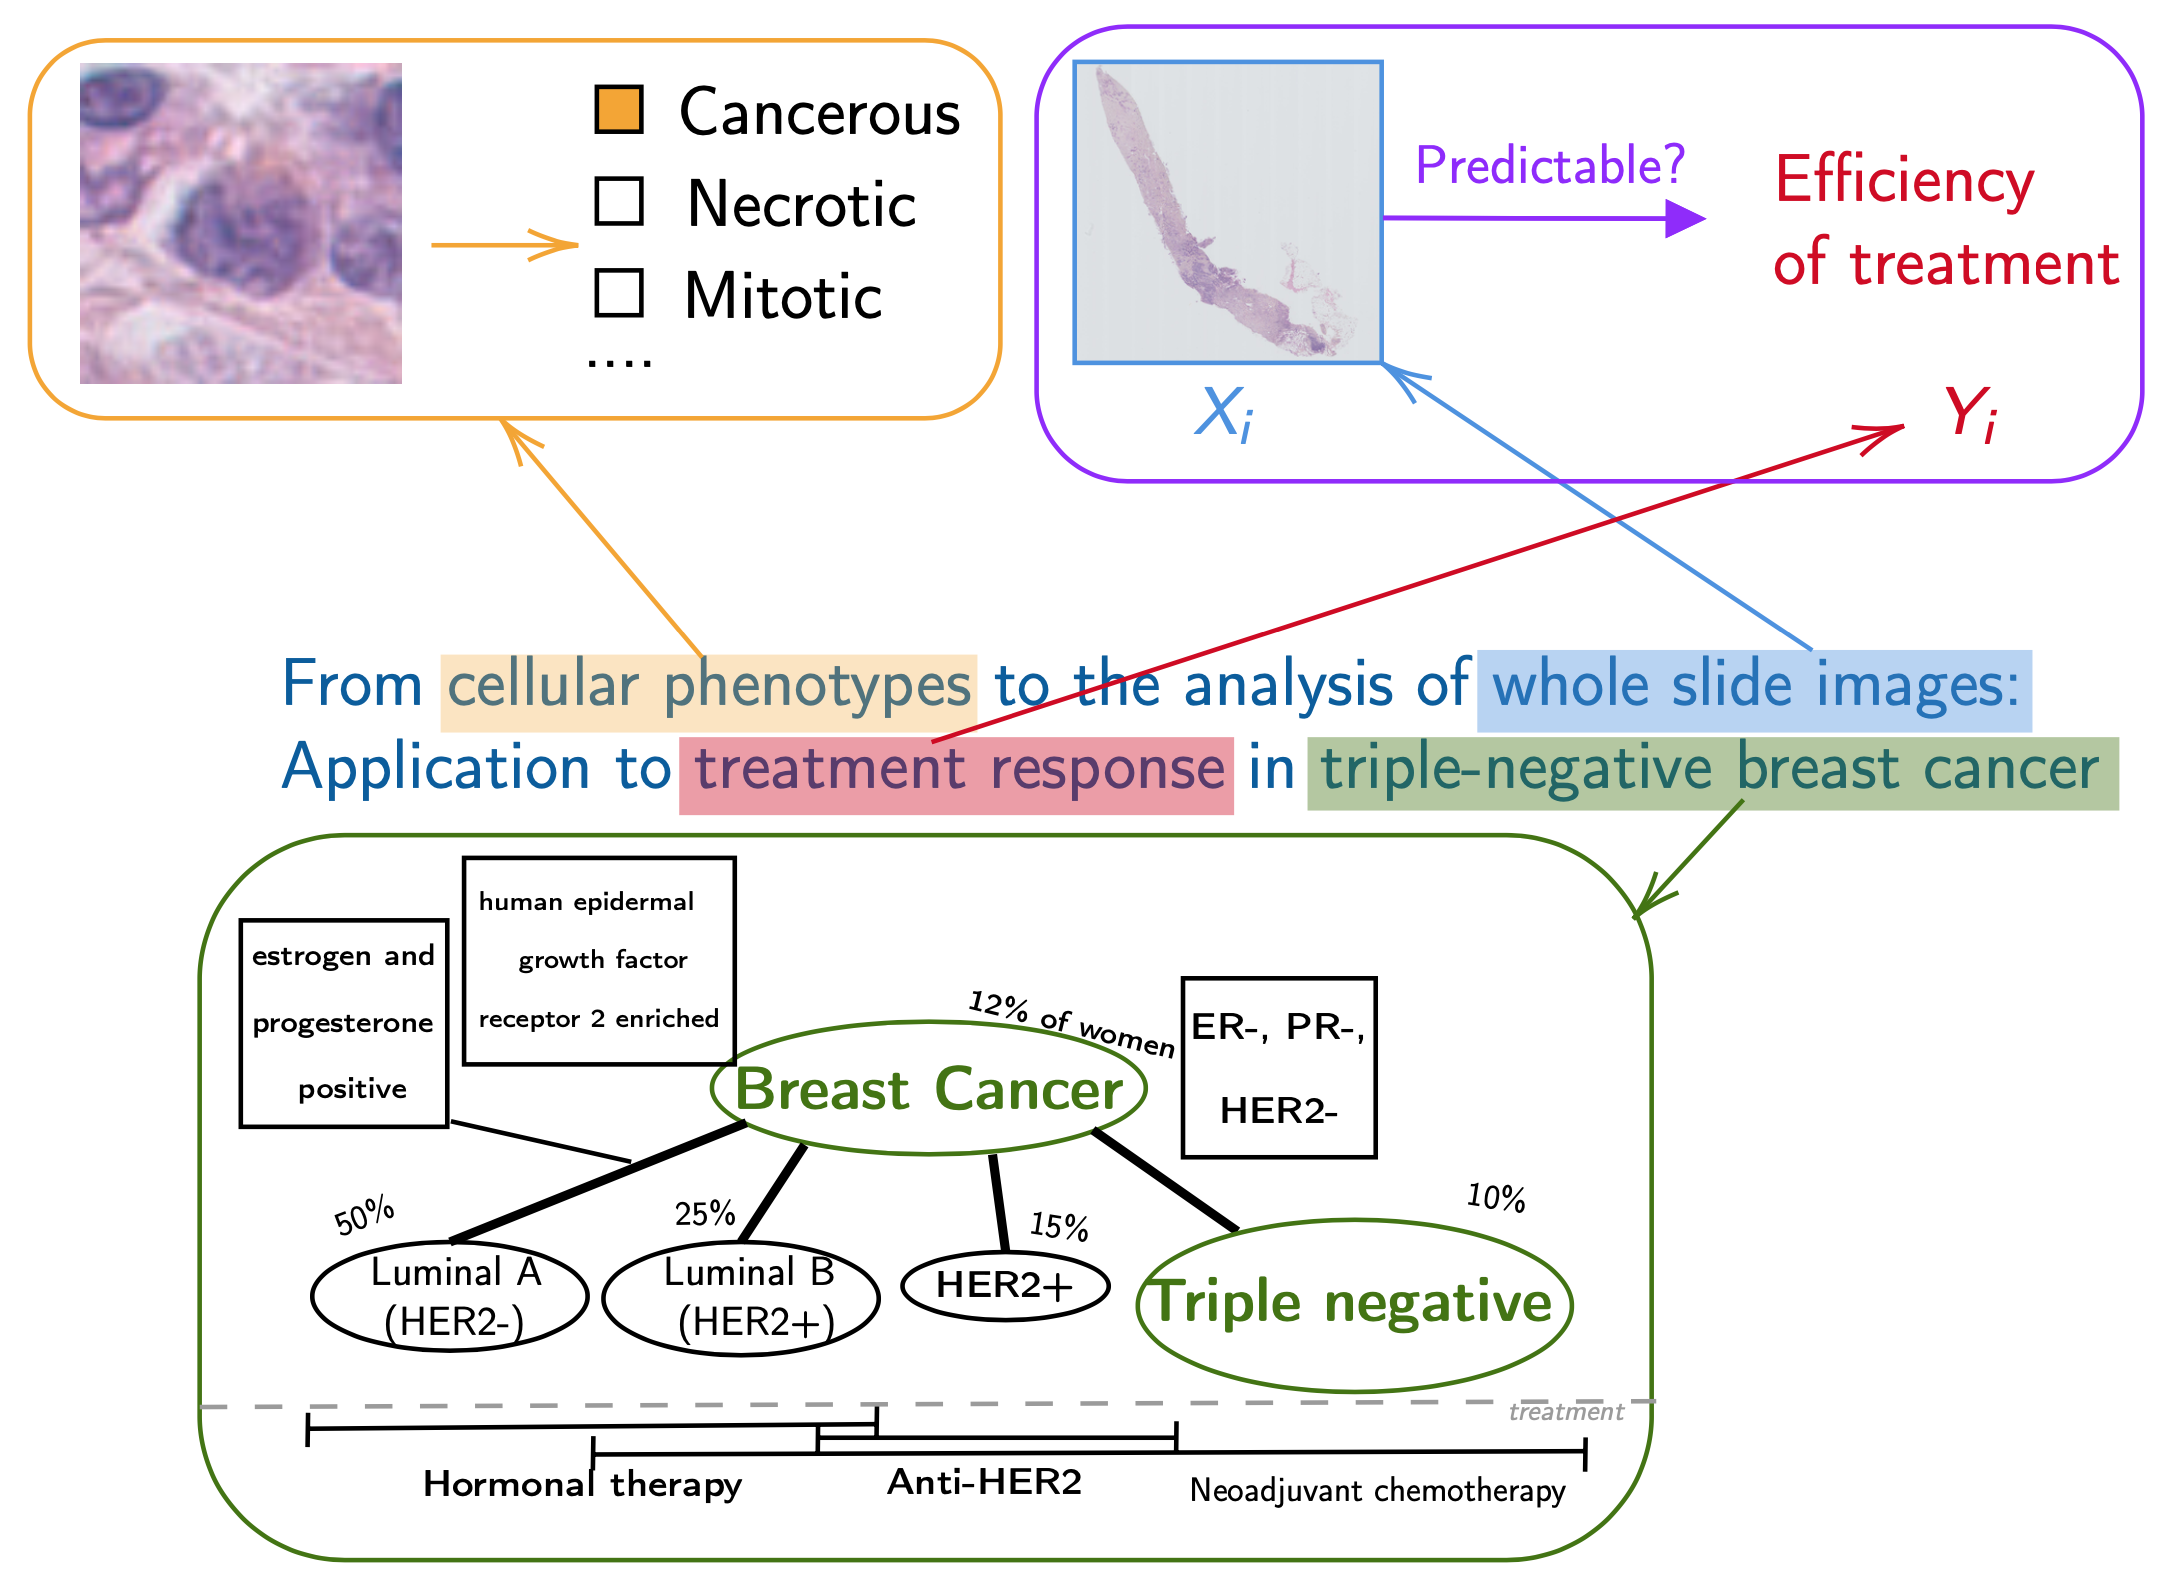 Cancerous
Necrotic
Mitotic
....
Predictable?
Efficiency
of treatment
Xi
Yi
From cellular phenotypes to the analysis of whole slide images:
Application to treatment response in triple-negative breast cancer
human epidermal
growth factor
receptor 2 enriched
estrogen and
progesterone
positive
12% of women
ER-, PR-,
HER2-
Breast Cancer
50%
25%
15%
10%
Luminal A
(HER2-)
Luminal B
(HER2+)
HER2+
Triple negative
treatment
Hormonal therapy
Anti-HER2
Neoadjuvant chemotherapy